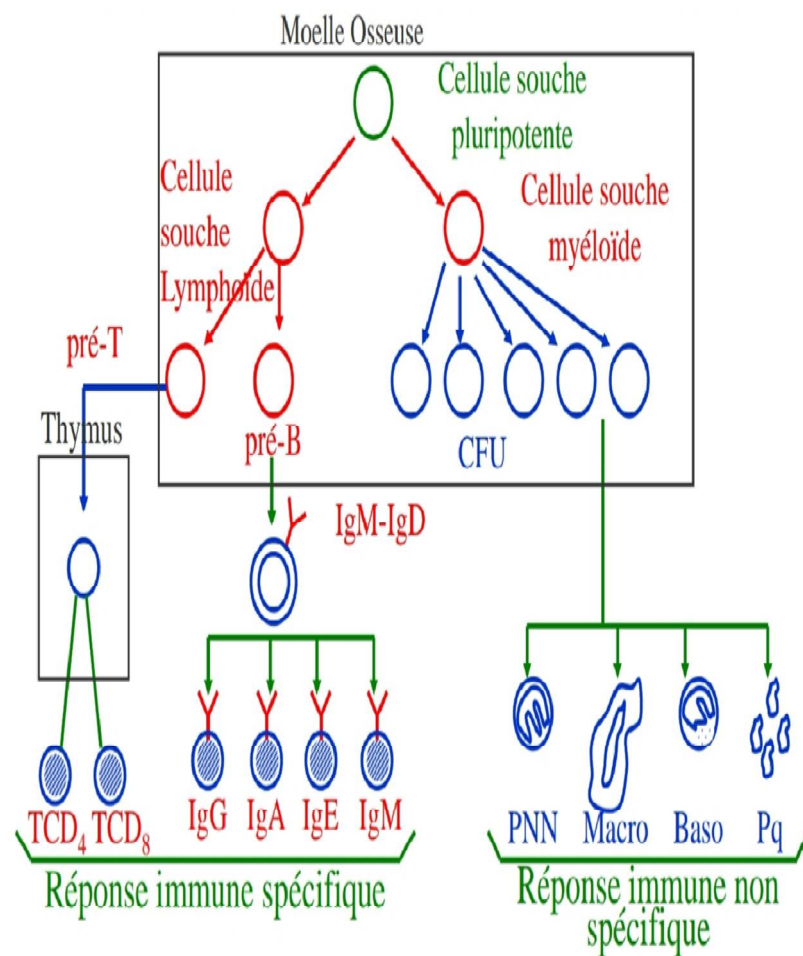 Moelle Osseuse
Cellule souche
pluripotente
Cellule
souche
Lymphoïde
Cellule souche
myéloïde
pré-T
Thymus
pré-B
CFU
IgM-IgD
TCD₄ TCD₈
IgG IgA IgE IgM
PNN Macro Baso Pq
Réponse immune spécifique
Réponse immune non
spécifique